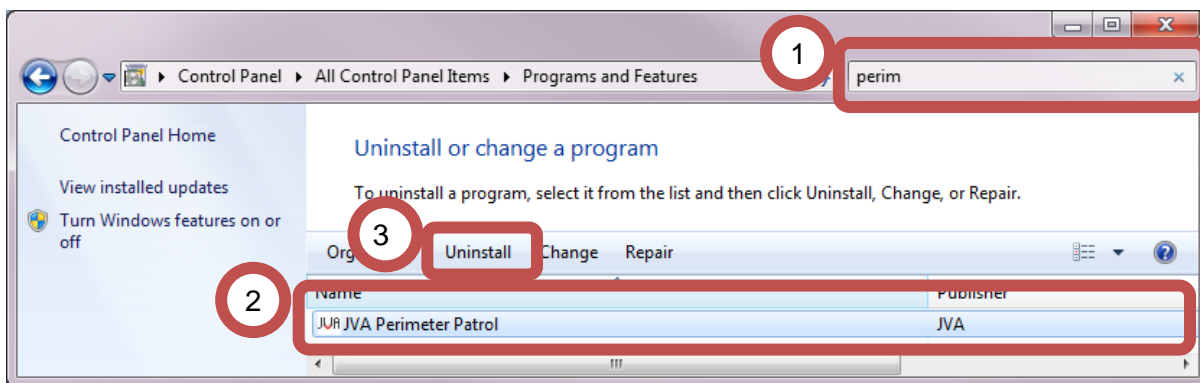 1
Control Panel ▸ All Control Panel Items ▸ Programs and Features
perim
Control Panel Home
View installed updates
Turn Windows features on or
off
Uninstall or change a program
To uninstall a program, select it from the list and then click Uninstall, Change, or Repair.
3
Org
Uninstall
Change
Repair
2
Name
Publisher
JVA
JVA Perimeter Patrol
JVA